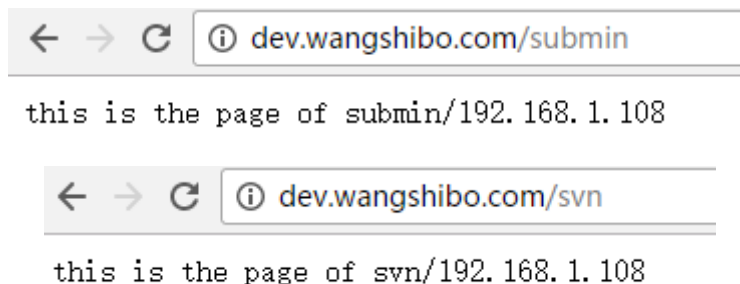 dev.wangshibo.com/submin
this is the page of submin/192.168.1.108
dev.wangshibo.com/svn
this is the page of svn/192.168.1.108